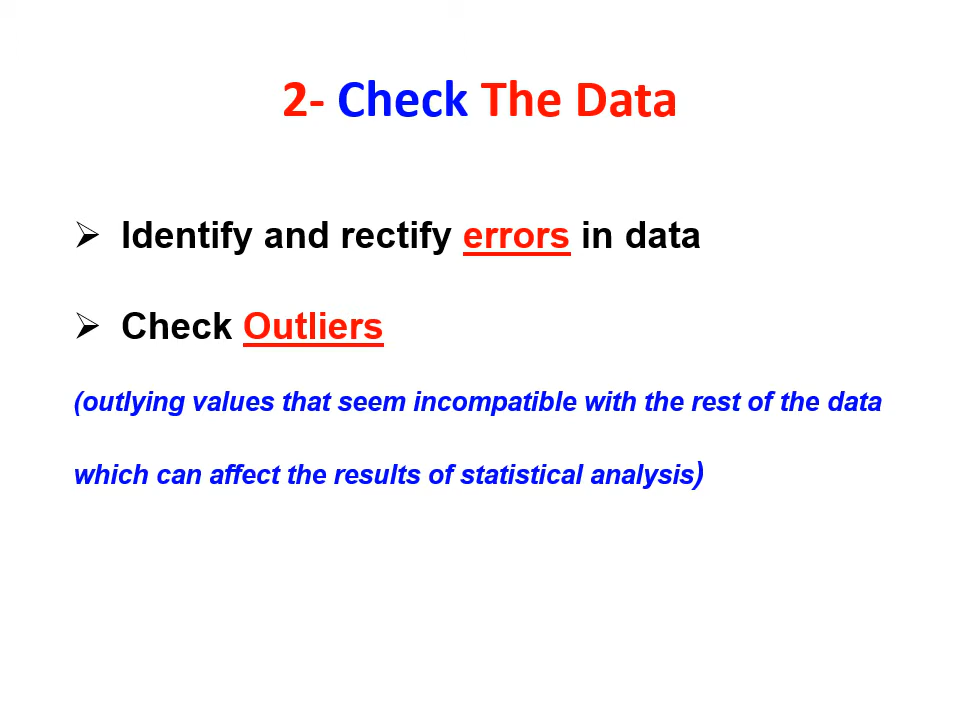 2- Check The Data
➢ Identify and rectify errors in data
➢ Check Outliers
(outlying values that seem incompatible with the rest of the data
which can affect the results of statistical analysis)